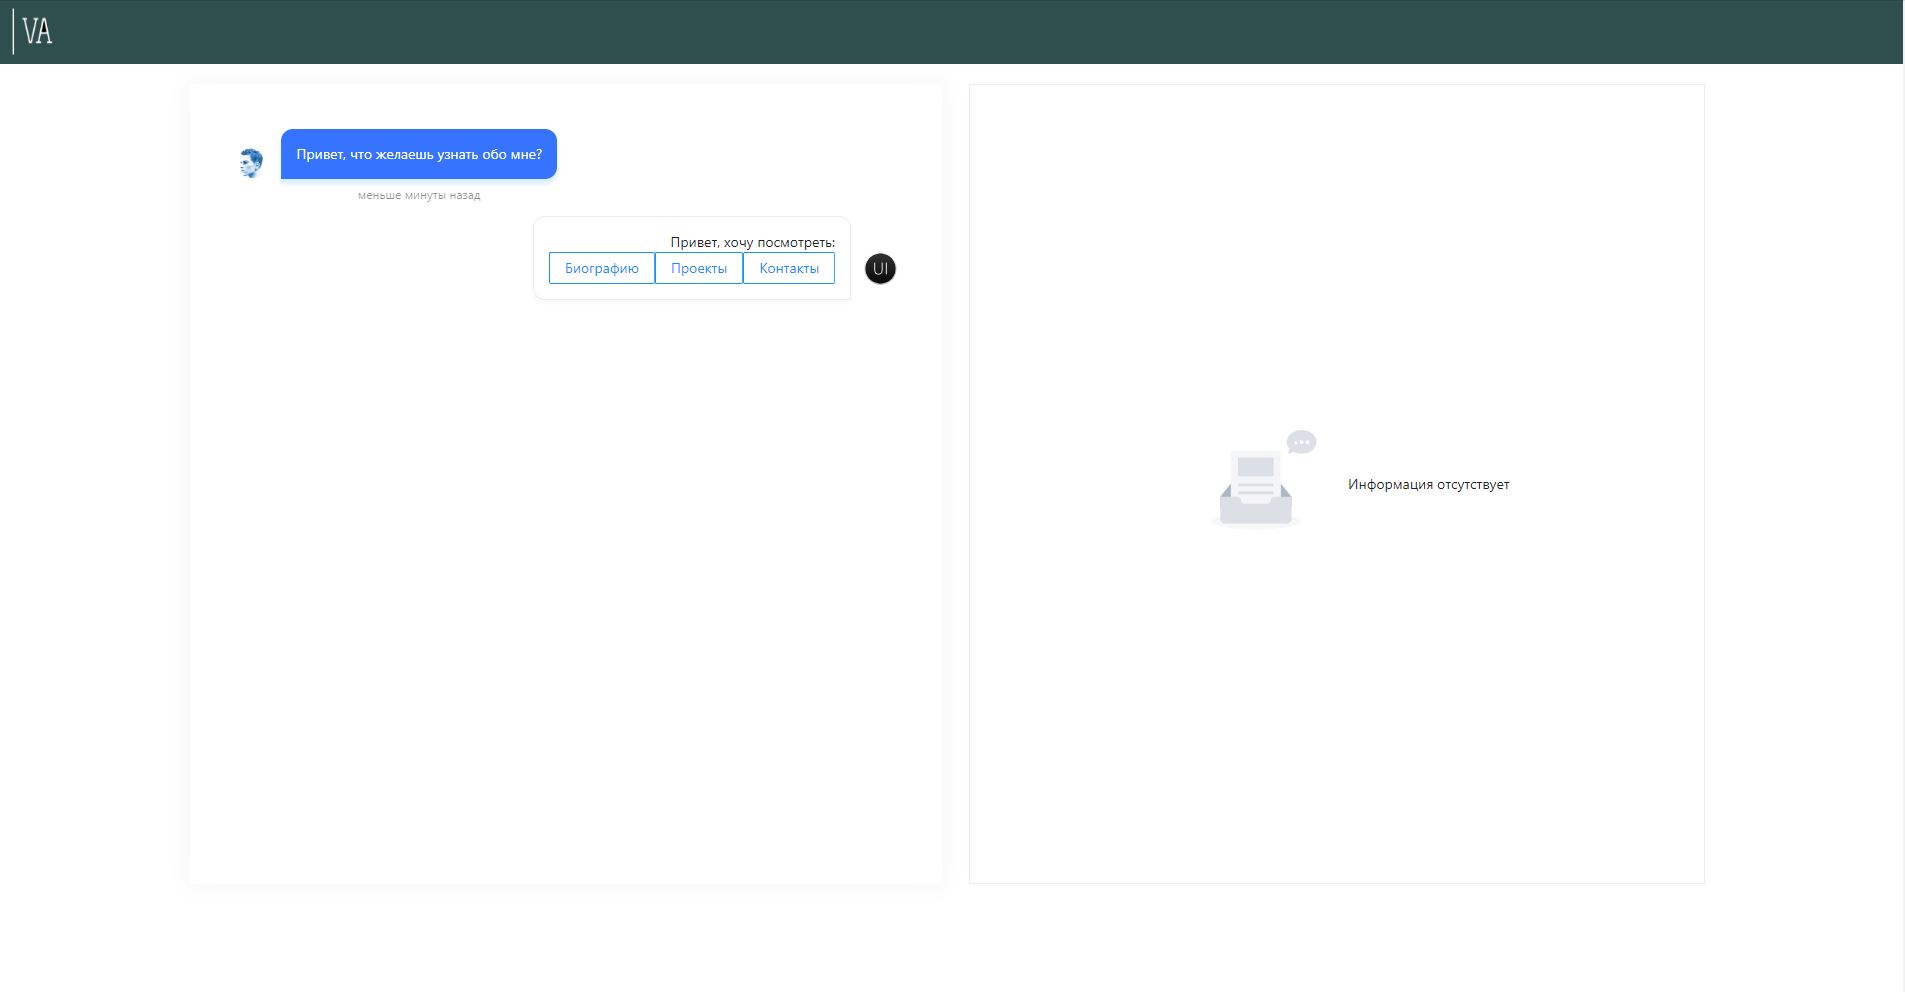 VA
Привет, что желаешь узнать обо мне?
меньше минуты назад
Привет, хочу посмотреть:
Биографию Проекты Контакты
UI
Информация отсутствует